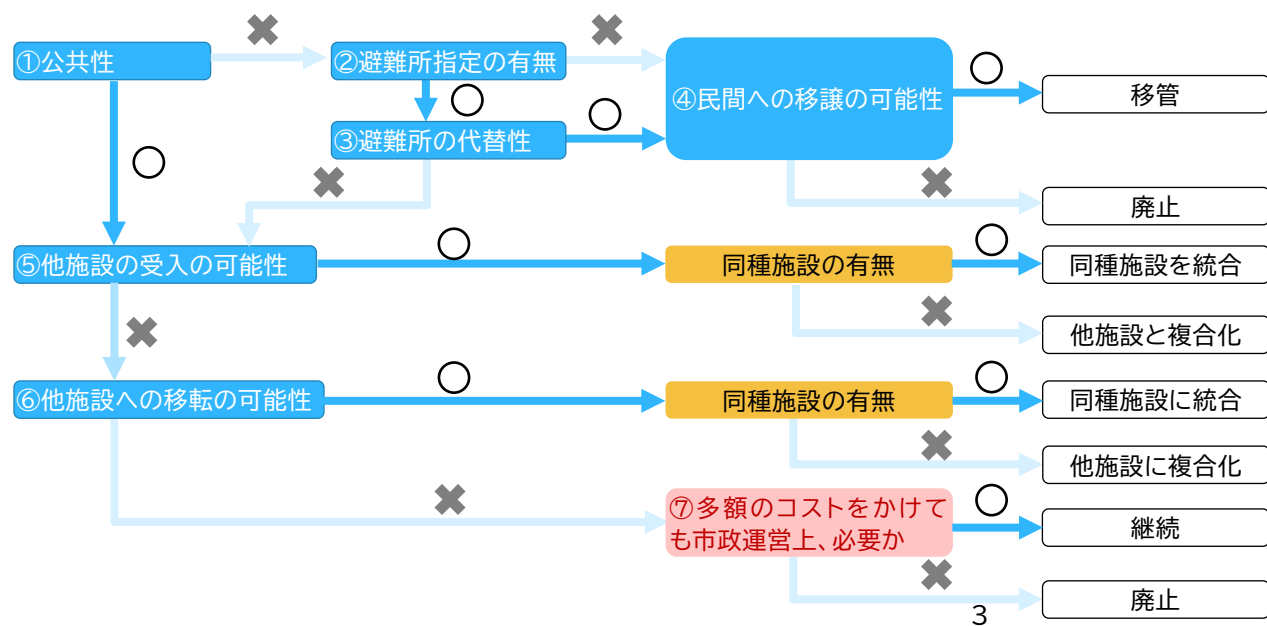 ①公共性
②避難所指定の有無
③避難所の代替性
④民間への移譲の可能性
移管
廃止
⑤他施設の受入の可能性
同種施設の有無
同種施設を統合
他施設と複合化
⑥他施設への移転の可能性
同種施設の有無
同種施設に統合
他施設に複合化
⑦多額のコストをかけて
も市政運営上、必要か
継続
廃止
3